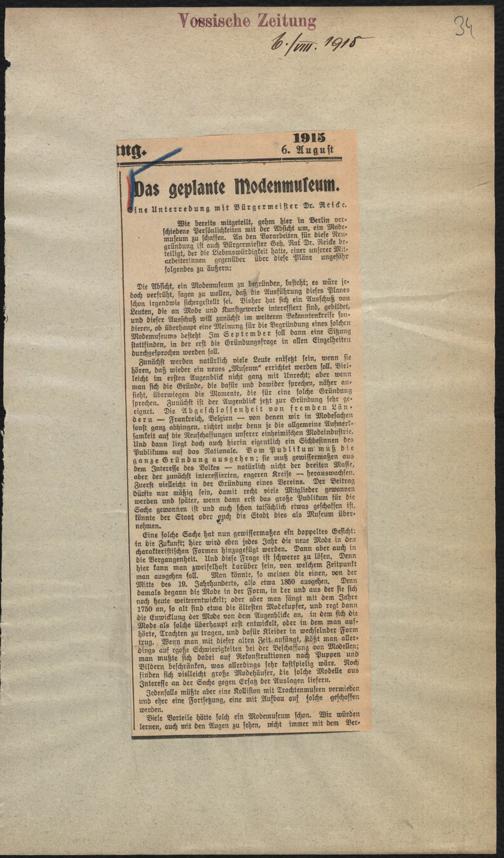 Vossische Zeitung
34
6./VIII. 1915
ung.
1915
6. August
Das geplante Modenmuseum.
Eine Unterredung mit Bürgermeister Dr. Reicke.
Wie bereits mitgeteilt, gehen hier in Berlin ver-
schiedene Persönlichkeiten mit der Absicht um, ein Mode-
museum zu schaffen. An den Vorarbeiten für diese Neu-
gründung ist auch Bürgermeister Geh. Rat Dr. Reicke be-
teiligt, der die Liebenswürdigkeit hatte, einer unserer Mit-
arbeiterinnen gegenüber über diese Pläne ungefähr
folgendes zu äußern:
Die Absicht, ein Modemuseum zu begründen, besteht; es wäre je-
doch verfrüht, sagen zu wollen, daß die Ausführung dieses Planes
schon irgendwie sichergestellt sei. Bisher hat sich ein Ausschuß von
Leuten, die an Mode und Kunstgewerbe interessiert sind, gebildet,
und dieser Ausschuß will zunächst im weiteren Bekanntenkreise son-
dieren, ob überhaupt eine Meinung für die Begründung eines solchen
Modemuseums besteht. Im September soll dann eine Sitzung
stattfinden, in der erst die Gründungsfrage in allen Einzelheiten
durchgesprochen werden soll.
Zunächst werden natürlich viele Leute entsetzt sein, wenn sie
hören, daß wieder ein neues „Museum“ errichtet werden soll. Viel-
leicht im ersten Augenblick nicht ganz mit Unrecht; aber wenn
man sich die Gründe, die dafür und dawider sprechen, näher an-
sieht, überwiegen die Momente, die für eine solche Gründung
sprechen. Zunächst ist der Augenblick jetzt zur Gründung sehr ge-
eignet. Die Abgeschlossenheit von fremden Län-
dern — Frankreich, Belgien — von denen wir in Modesachen
sonst ganz abhingen, richtet mehr denn je die allgemeine Aufmerk-
samkeit auf die Neuschaffungen unserer einheimischen Modeindustrie.
Und dann liegt doch auch hierin eigentlich ein Sichbesinnen des
Publikums auf das Nationale. Vom Publikum muß die
ganze Gründung ausgehen; sie muß gewissermaßen aus
dem Interesse des Volkes — natürlich nicht der breiten Masse,
aber der zunächst interessierten, engeren Kreise — herauswachsen.
Zuerst vielleicht in der Gründung eines Vereins. Der Beitrag
dürfte nur mäßig sein, damit recht viele Mitglieder gewonnen
werden und später, wenn dann erst das große Publikum für die
Sache gewonnen ist und auch schon tatsächlich etwas geschaffen ist,
könnte der Staat oder auch die Stadt dies als Museum über-
nehmen.
Eine solche Sache hat nun gewissermaßen ein doppeltes Gesicht:
in die Zukunft; hier wird eben jedes Jahr die neue Mode in den
charakteristischen Formen hinzugefügt werden. Dann aber auch in
die Vergangenheit. Und diese Frage ist schwerer zu lösen. Denn
hier kann man zweifelhaft darüber sein, von welchem Zeitpunkt
man ausgehen soll. Man könnte, so meinen die einen, von der
Mitte des 19. Jahrhunderts, also etwa 1850 ausgehen. Denn
damals begann die Mode in der Form, in der und aus der sie sich
noch heute weiterentwickelt; oder aber man fängt mit dem Jahre
1750 an, so alt sind etwa die ältesten Modekupfer, und regt dann
die Entwicklung der Mode von dem Augenblicke an, in dem sich die
Mode als solche überhaupt erst entwickelt, oder in dem man auf-
hörte, Trachten zu tragen, und dafür Kleider in wechselnder Form
trug. Wenn man mit dieser alten Zeit anfängt, stößt man aller-
dings auf große Schwierigkeiten bei der Beschaffung von Modellen;
man müßte sich dabei auf Rekonstruktionen nach Puppen und
Bildern beschränken, was allerdings sehr kostspielig wäre. Noch
finden sich vielleicht große Modehäuser, die solche Modelle aus
Interesse an der Sache gegen Ersatz der Auslagen liefern.
Jedenfalls müßte aber eine Kollision mit Trachtenmuseen vermieden
und eher eine Fortsetzung, eine mit Aufbau auf solche geschaffen
werden.
Viele Vorteile hätte solch ein Modemuseum schon. Wir würden
lernen, auch mit den Augen zu sehen, nicht immer mit dem Ver-